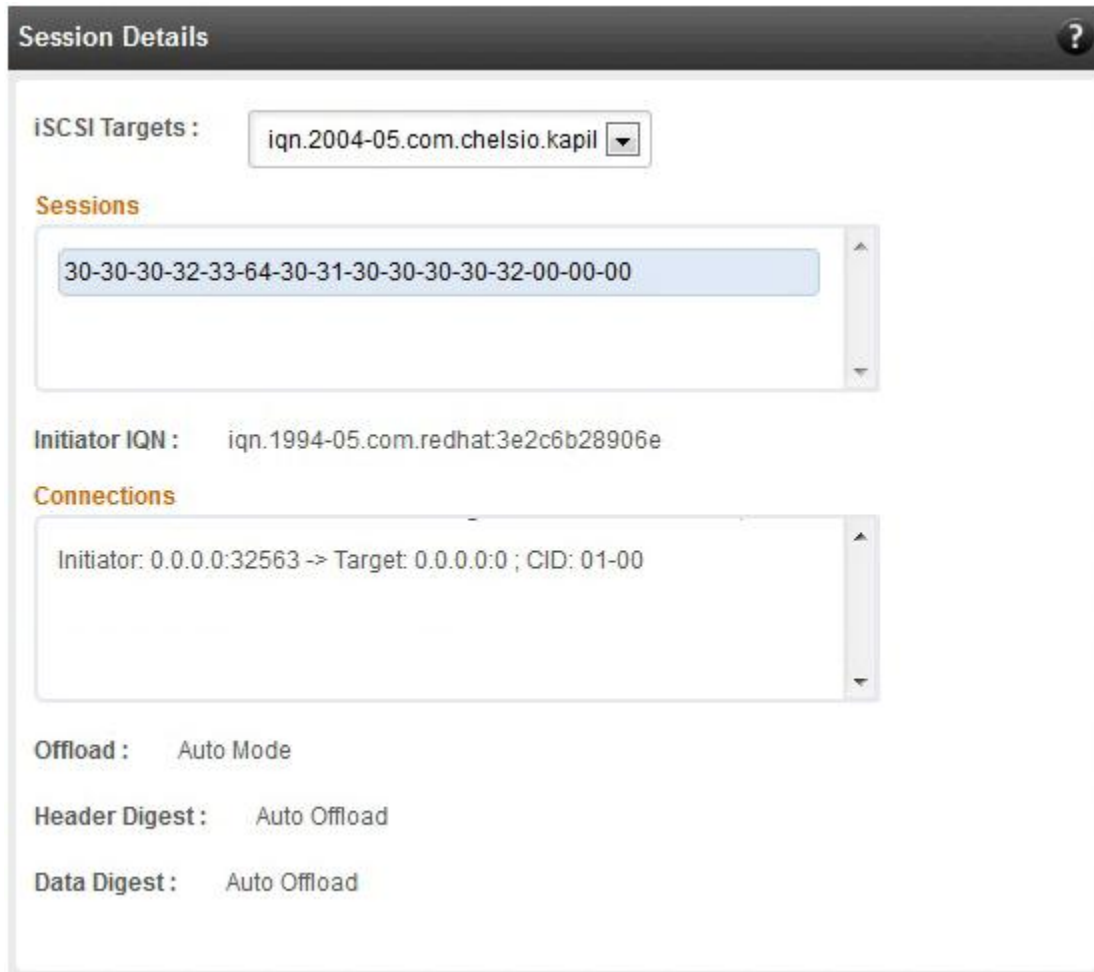 Session Details
?
iSCSI Targets :
iqn.2004-05.com.chelsio.kapil
Sessions
30-30-30-32-33-64-30-31-30-30-30-30-32-00-00-00
Initiator IQN : iqn.1994-05.com.redhat:3e2c6b28906e
Connections
Initiator: 0.0.0.0:32563 -> Target: 0.0.0.0:0 ; CID: 01-00
Offload : Auto Mode
Header Digest : Auto Offload
Data Digest : Auto Offload